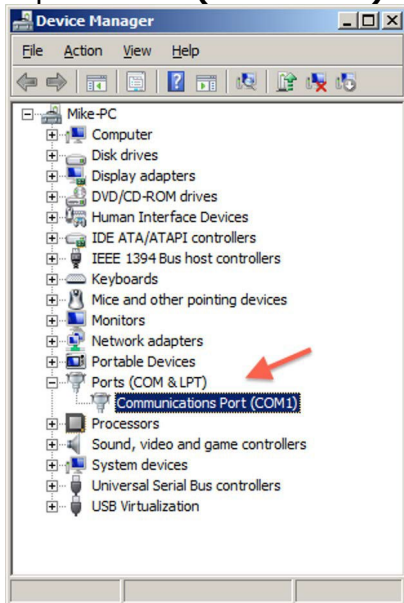 Device Manager
File Action View Help
Mike-PC
Computer
Disk drives
Display adapters
DVD/CD-ROM drives
Human Interface Devices
IDE ATA/ATAPI controllers
IEEE 1394 Bus host controllers
Keyboards
Mice and other pointing devices
Monitors
Network adapters
Portable Devices
Ports (COM & LPT)
Communications Port (COM1)
Processors
Sound, video and game controllers
System devices
Universal Serial Bus controllers
USB Virtualization